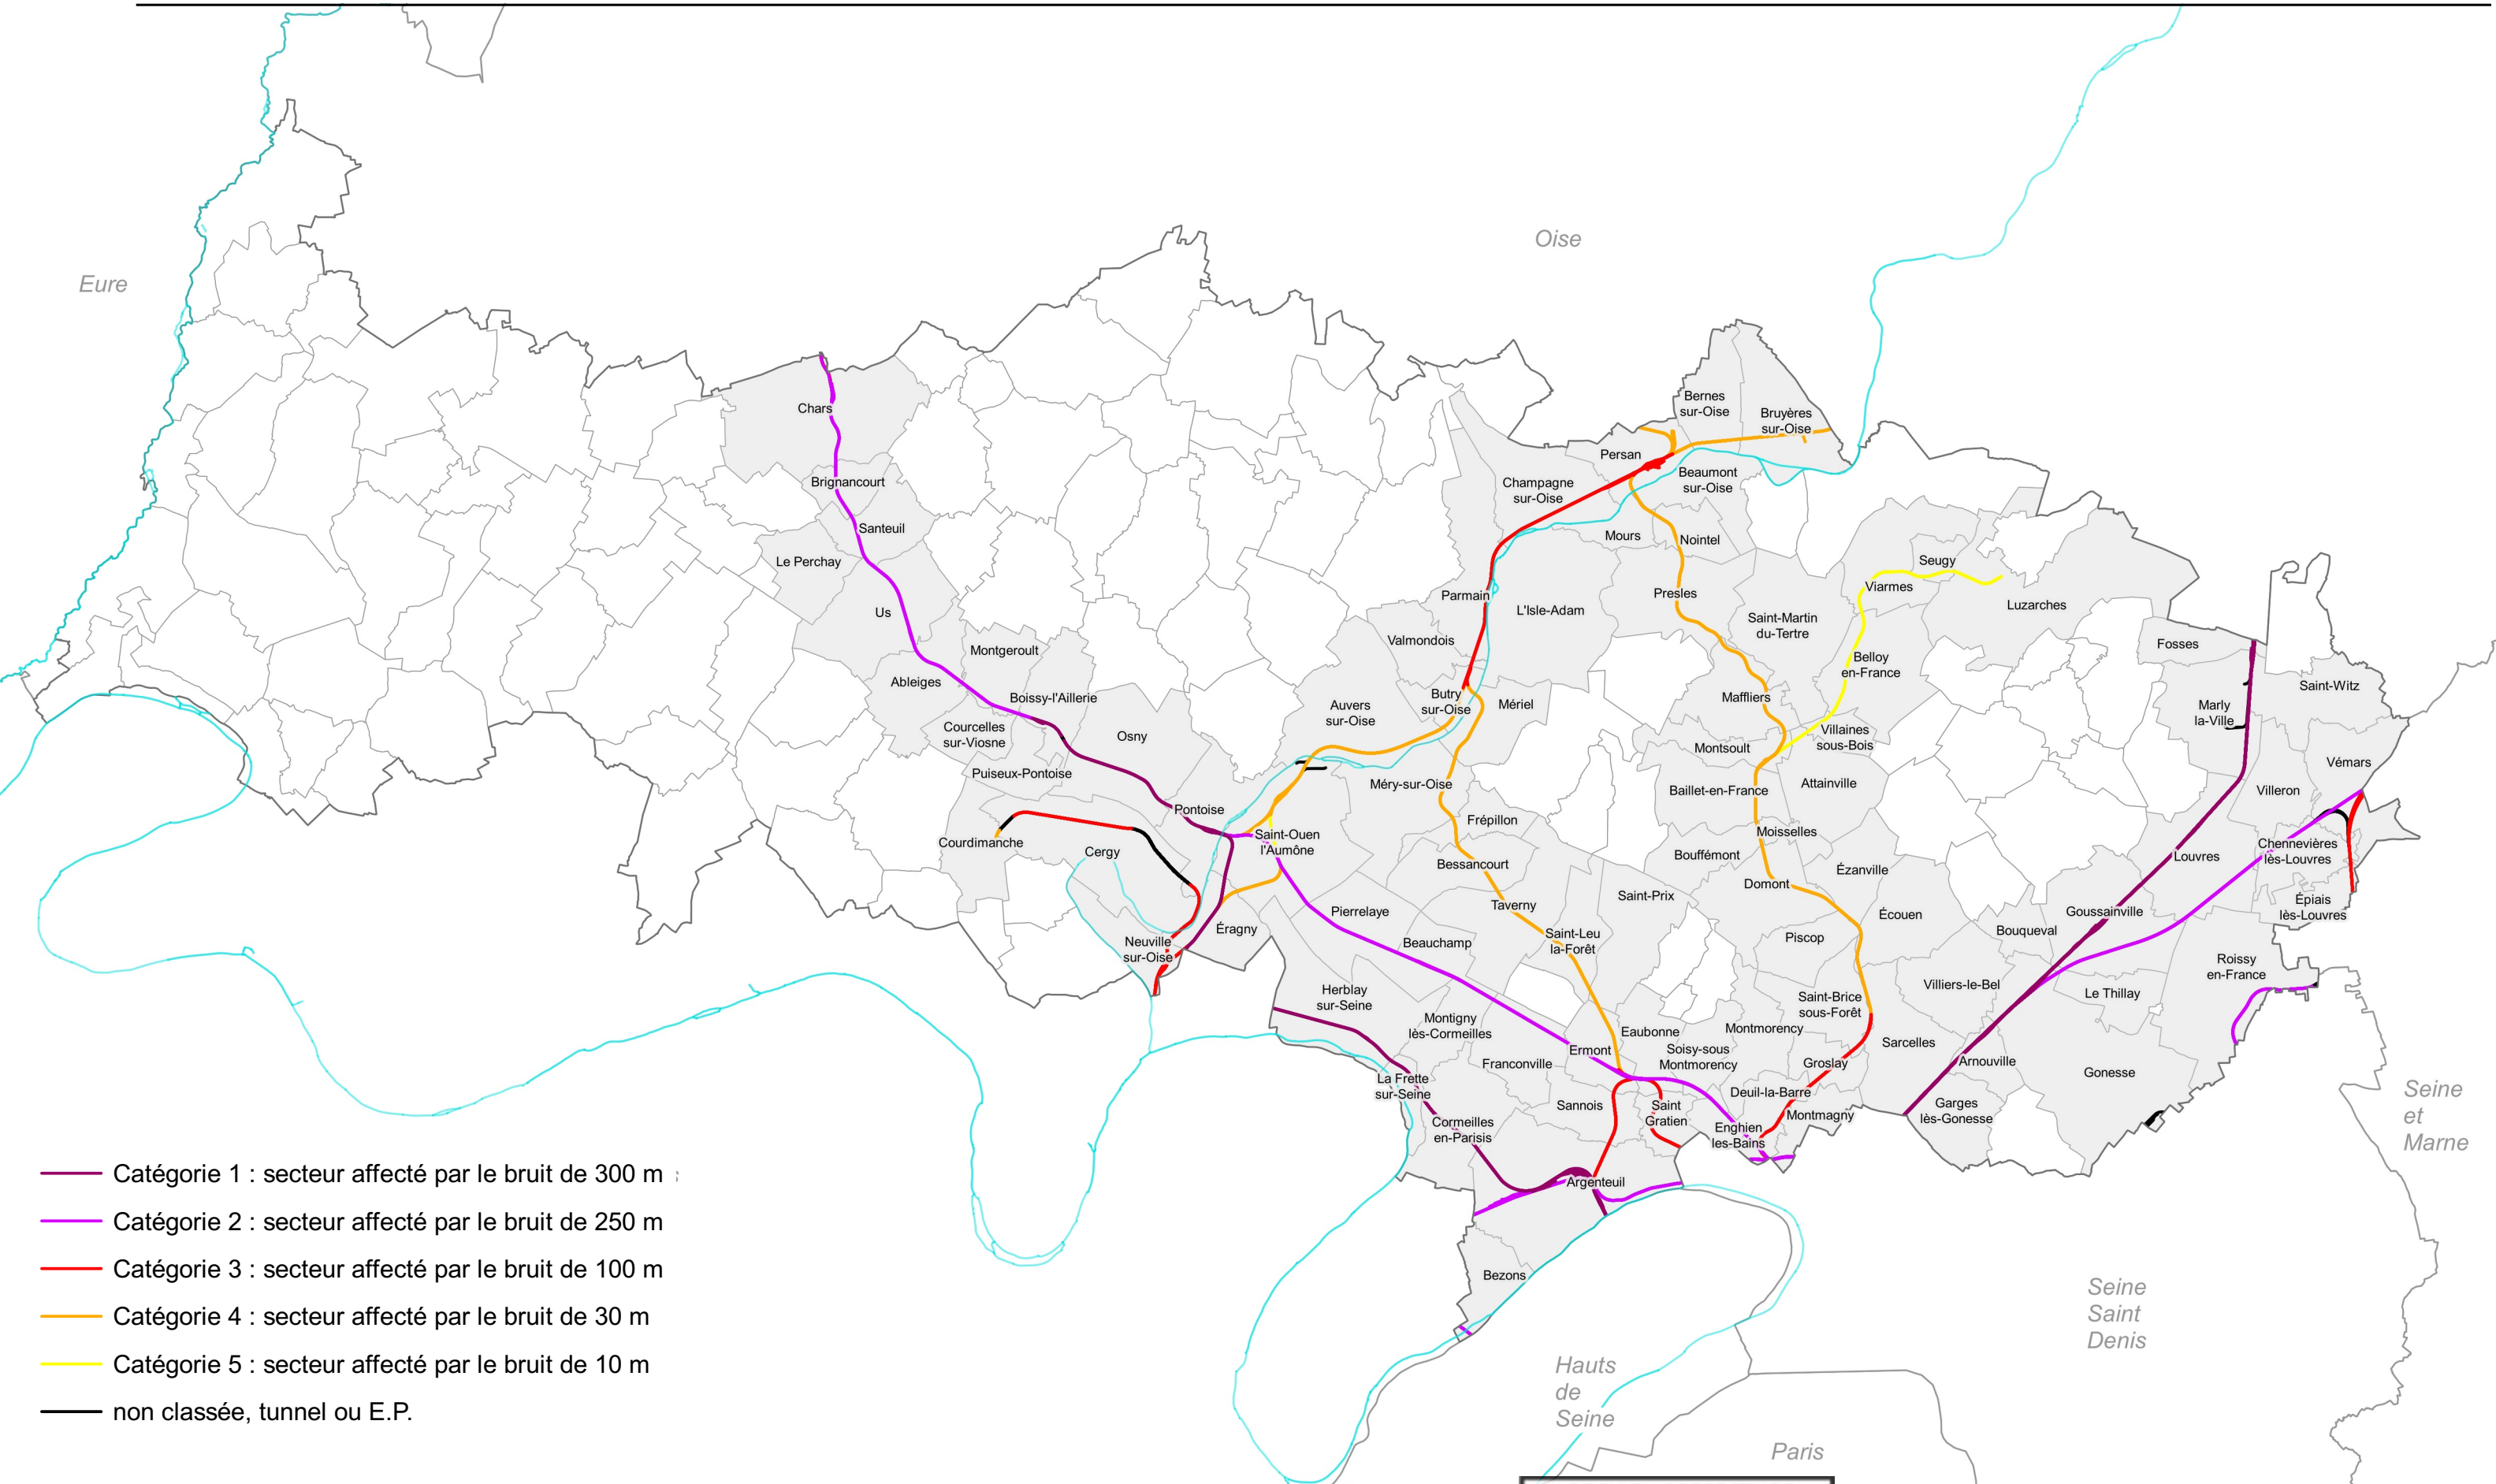 Oise
Eure
Bernes
sur-Oise
Bruyères
sur-Oise
Chars
Persan
Beaumont
sur-Oise
Champagne
sur-Oise
Brignancourt
Santeuil
Mours
Nointel
Le Perchay
Seugy
Viarmes
Luzarches
Parmain
L'Isle-Adam
Presles
Us
Saint-Martin
du-Tertre
Valmondois
Montgeroult
Fosses
Belloy
en-France
Ableiges
Boissy-l'Aillerie
Butry
sur-Oise
Mériel
Maffliers
Saint-Witz
Auvers
sur-Oise
Marly
la-Ville
Courcelles
sur-Viosne
Osny
Villaines
sous-Bois
Montsoult
Vémars
Puiseux-Pontoise
Méry-sur-Oise
Baillet-en-France
Attainville
Villeron
Pontoise
Frépillon
Saint-Ouen
l'Aumône
Moisselles
Courdimanche
Cergy
Bouffémont
Chennevières
lès-Louvres
Louvres
Bessancourt
Ézanville
Domont
Saint-Prix
Épiais
lès-Louvres
Taverny
Pierrelaye
Écouen
Goussainville
Éragny
Saint-Leu
la-Forêt
Piscop
Bouqueval
Neuville
sur-Oise
Beauchamp
Roissy
en-France
Herblay
sur-Seine
Villiers-le-Bel
Le Thillay
Saint-Brice
sous-Forêt
Montigny
lès-Cormeilles
Eaubonne
Montmorency
Sarcelles
Ermont
Soisy-sous
Montmorency
Franconville
Groslay
Arnouville
Gonesse
La Frette
sur-Seine
Deuil-la-Barre
Sannois
Saint
Gratien
Montmagny
Garges
lès-Gonesse
Seine
et
Marne
Cormeilles
en-Parisis
Enghien
les-Bains
Argenteuil
Bezons
Catégorie 1 : secteur affecté par le bruit de 300 m
Catégorie 2 : secteur affecté par le bruit de 250 m
Catégorie 3 : secteur affecté par le bruit de 100 m
Catégorie 4 : secteur affecté par le bruit de 30 m
Catégorie 5 : secteur affecté par le bruit de 10 m
non classée, tunnel ou E.P.
Seine
Saint
Denis
Hauts
de
Seine
Paris